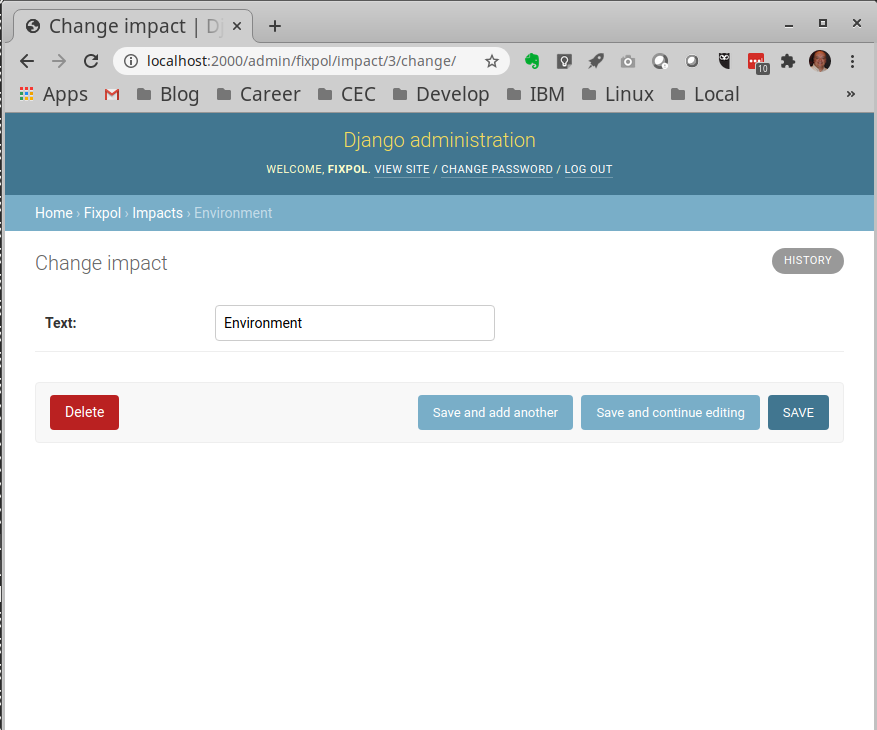 Change impact | Dj
localhost:2000/admin/fixpol/impact/3/change/
10
Apps Blog Career CEC Develop IBM Linux Local »
Django administration
WELCOME, FIXPOL. VIEW SITE / CHANGE PASSWORD / LOG OUT
Home › Fixpol › Impacts › Environment
Change impact
HISTORY
Text: Environment
Delete Save and add another Save and continue editing SAVE